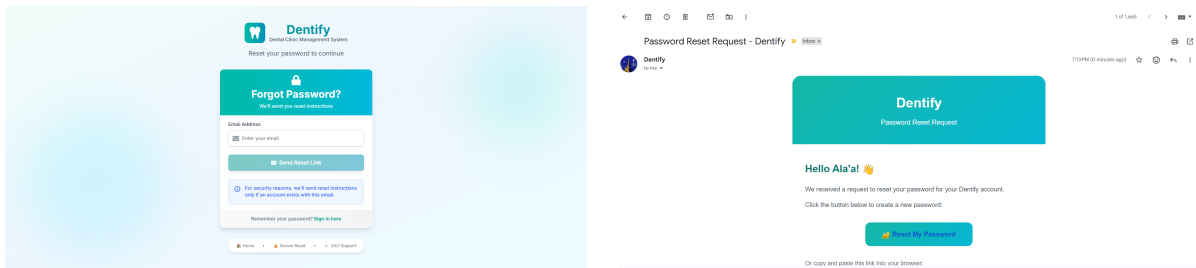 Dentify
Dental Clinic Management System
Reset your password to continue
Forgot Password?
We'll send you reset instructions
Email Address
Enter your email
Send Reset Link
For security reasons, we'll send reset instructions
only if an account exists with this email.
Remember your password? Sign in here
Home • Secure Reset • 24/7 Support
1 of 1,665
Password Reset Request - Dentify Inbox x
Dentify
to me
7:13 PM (0 minutes ago)
Dentify
Password Reset Request
Hello Ala'a! 👋
We received a request to reset your password for your Dentify account.
Click the button below to create a new password:
🔐 Reset My Password
Or copy and paste this link into your browser: